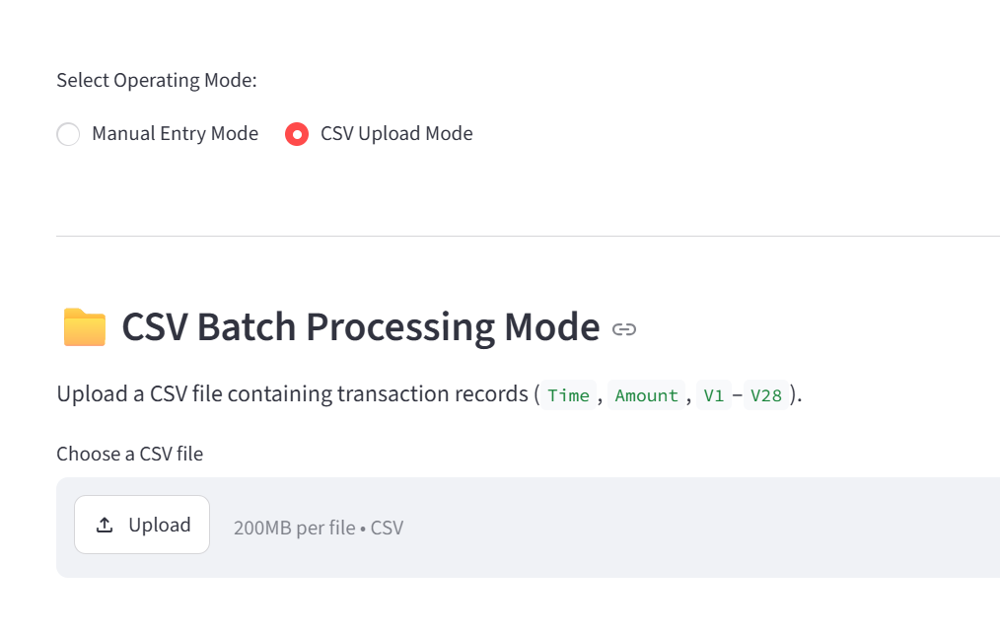 Select Operating Mode:
Manual Entry Mode CSV Upload Mode
CSV Batch Processing Mode
Upload a CSV file containing transaction records ( Time , Amount , V1 – V28 ).
Choose a CSV file
Upload 200MB per file • CSV